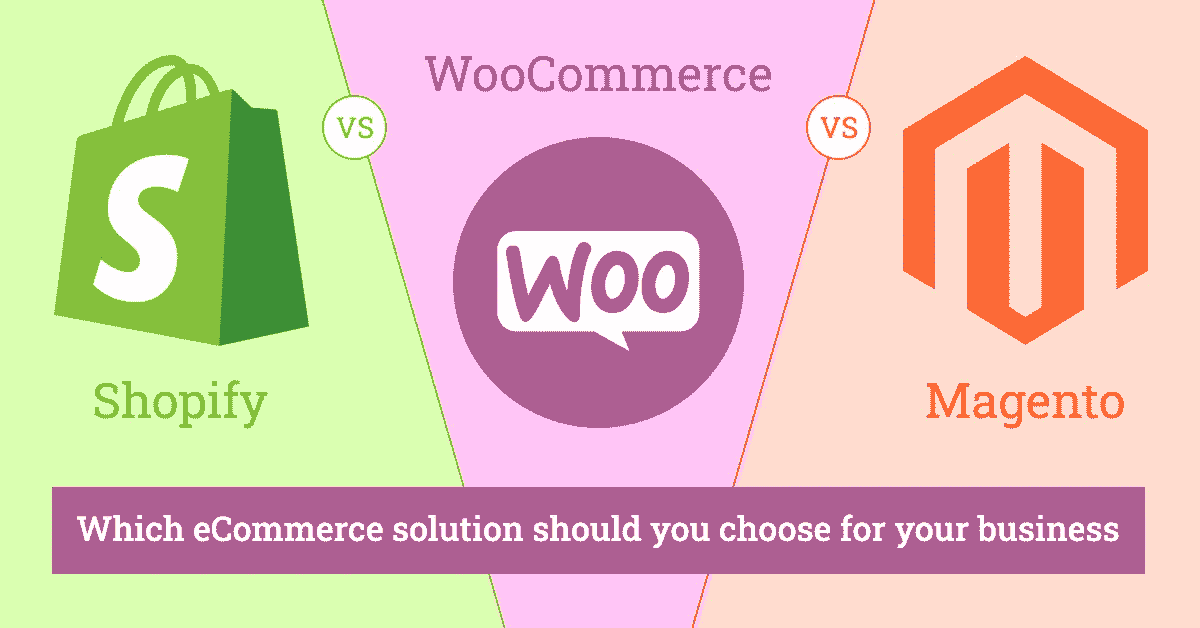 WooCommerce
VS
VS
S
Woo
Shopify
Magento
Which eCommerce solution should you choose for your business